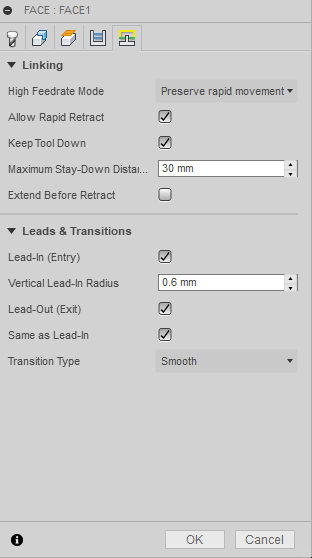 FACE : FACE1
Linking
High Feedrate Mode Preserve rapid movement
Allow Rapid Retract
Keep Tool Down
Maximum Stay-Down Distan... 30 mm
Extend Before Retract
Leads & Transitions
Lead-In (Entry)
Vertical Lead-In Radius 0.6 mm
Lead-Out (Exit)
Same as Lead-In
Transition Type Smooth
OK Cancel